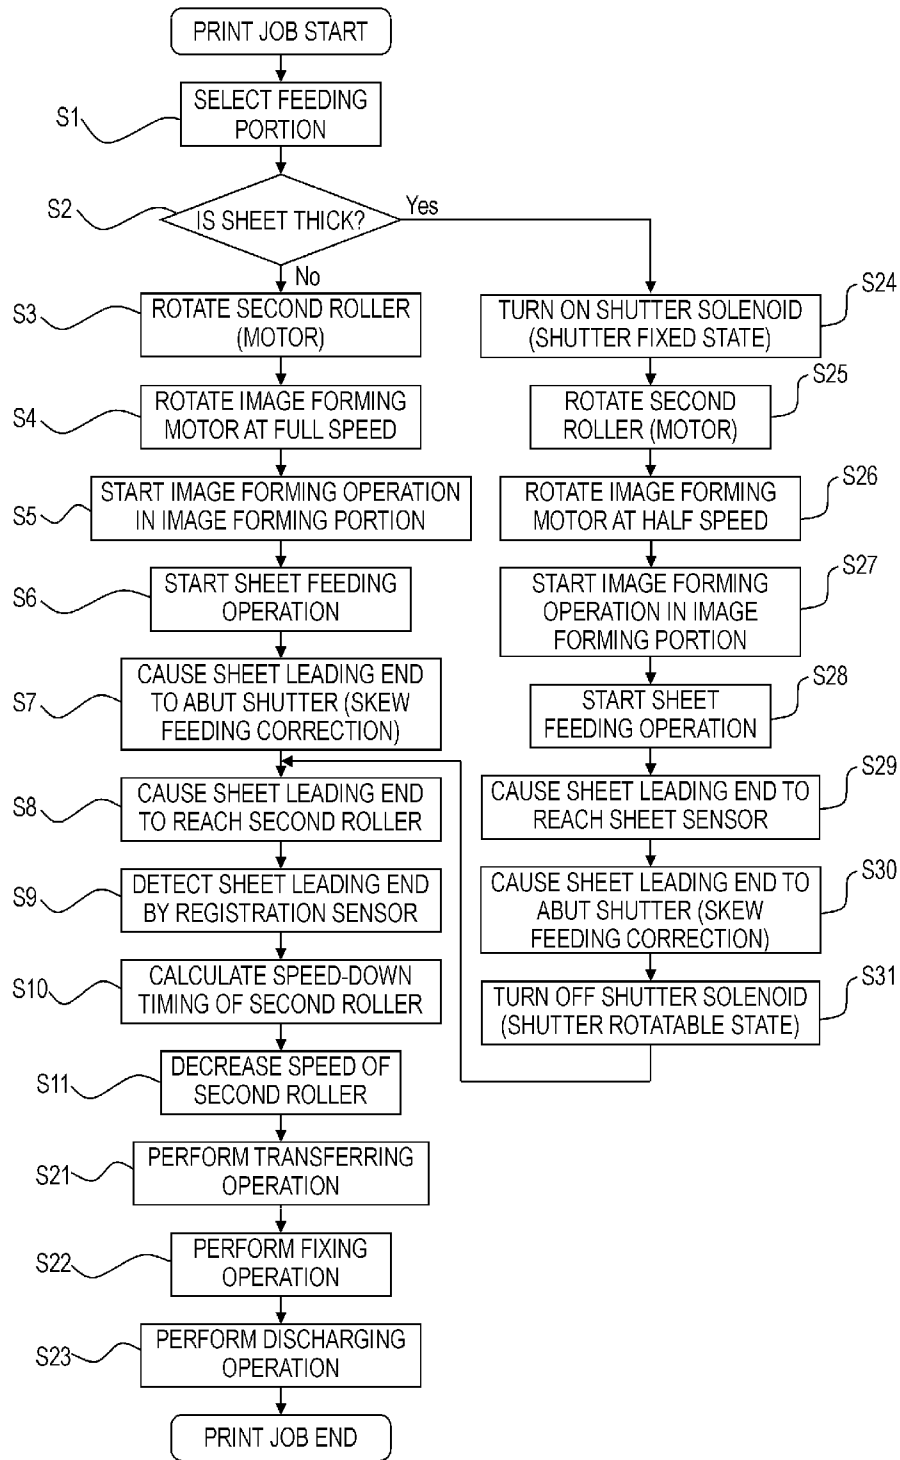 PRINT JOB START
S1
SELECT FEEDING
PORTION
S2
IS SHEET THICK?
Yes
No
S3
ROTATE SECOND ROLLER
(MOTOR)
S4
ROTATE IMAGE FORMING
MOTOR AT FULL SPEED
S5
START IMAGE FORMING OPERATION
IN IMAGE FORMING PORTION
S6
START SHEET FEEDING
OPERATION
S7
CAUSE SHEET LEADING END
TO ABUT SHUTTER (SKEW
FEEDING CORRECTION)
S8
CAUSE SHEET LEADING END
TO REACH SECOND ROLLER
S9
DETECT SHEET LEADING END
BY REGISTRATION SENSOR
S10
CALCULATE SPEED-DOWN
TIMING OF SECOND ROLLER
S11
DECREASE SPEED OF
SECOND ROLLER
S21
PERFORM TRANSFERRING
OPERATION
S22
PERFORM FIXING
OPERATION
S23
PERFORM DISCHARGING
OPERATION
PRINT JOB END
S24
TURN ON SHUTTER SOLENOID
(SHUTTER FIXED STATE)
S25
ROTATE SECOND
ROLLER (MOTOR)
S26
ROTATE IMAGE FORMING
MOTOR AT HALF SPEED
S27
START IMAGE FORMING
OPERATION IN IMAGE
FORMING PORTION
S28
START SHEET
FEEDING OPERATION
S29
CAUSE SHEET LEADING END TO
REACH SHEET SENSOR
S30
CAUSE SHEET LEADING END TO
ABUT SHUTTER (SKEW
FEEDING CORRECTION)
S31
TURN OFF SHUTTER SOLENOID
(SHUTTER ROTATABLE STATE)